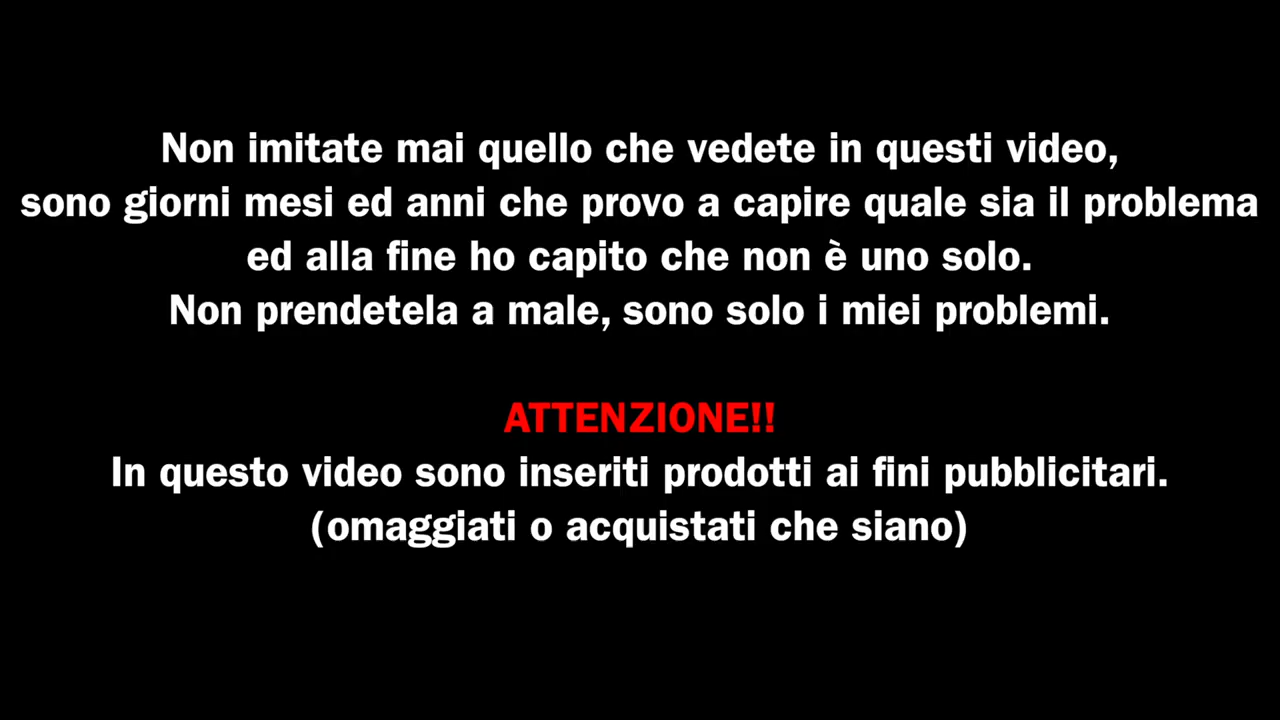 Non imitate mai quello che vedete in questi video,
sono giorni mesi ed anni che provo a capire quale sia il problema
ed alla fine ho capito che non è uno solo.
Non prendetela a male, sono solo i miei problemi.
ATTENZIONE!!
In questo video sono inseriti prodotti ai fini pubblicitari.
(omaggiati o acquistati che siano)